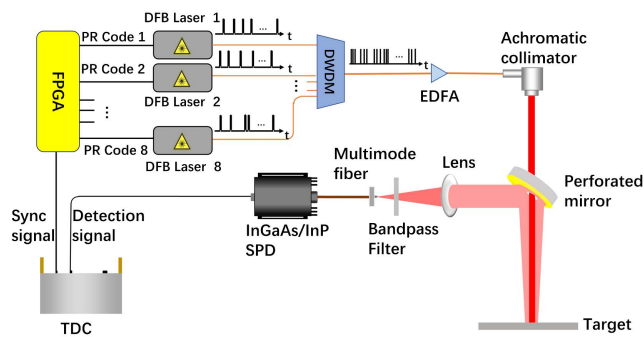 PR Code 1
DFB Laser 1
t
PR Code 2
DFB Laser 2
t
...
PR Code 8
DFB Laser 8
t
FPGA
DWDM
t
EDFA
Achromatic
collimator
Multimode
fiber
Lens
Perforated
mirror
Bandpass
Filter
InGaAs/InP
SPD
Sync
signal
Detection
signal
TDC
Target